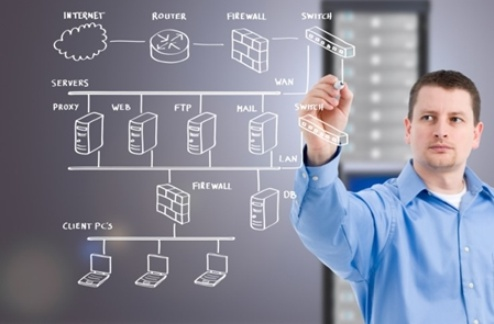 INTERNET ROUTER FIREWALL SWITCH
SERVERS WAN
PROXY WEB FTP MAIL SWITCH
LAN
FIREWALL DB
CLIENT PC'S